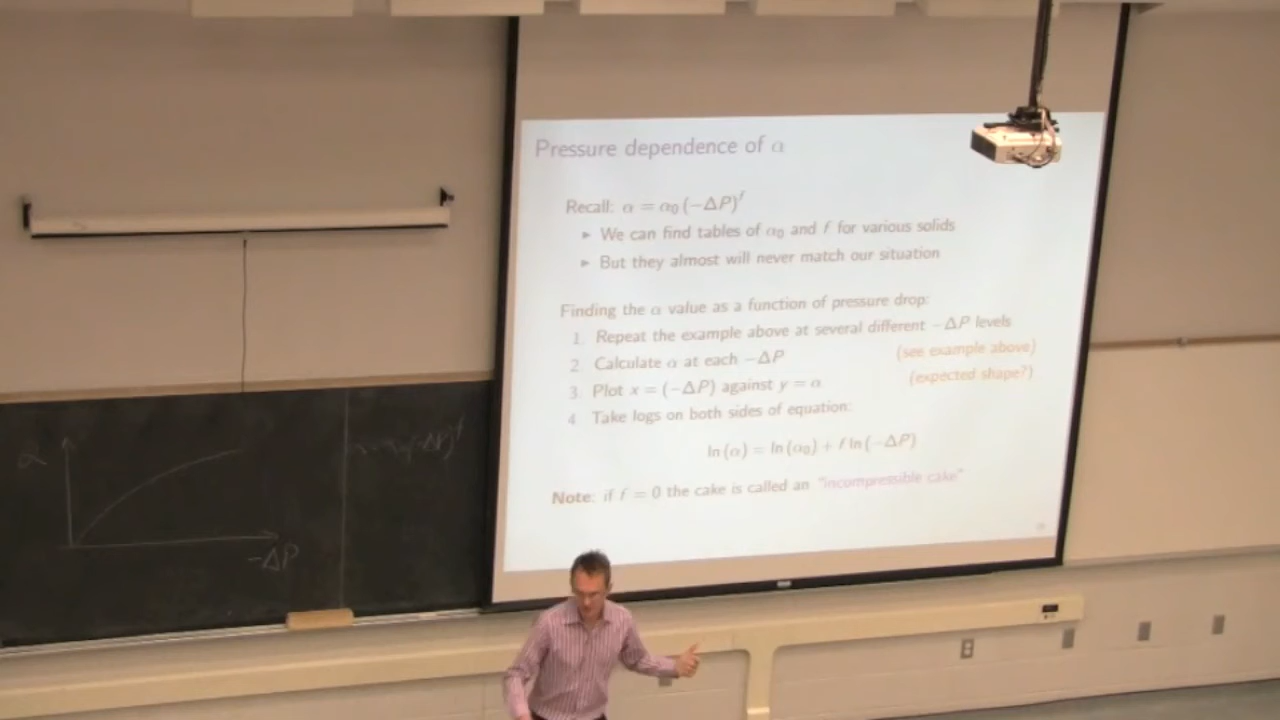 Pressure dependence of α
Recall: α = α₀ (−ΔP)ᶠ
▸ We can find tables of α₀ and f for various solids
▸ But they almost will never match our situation
Finding the α value as a function of pressure drop:
1. Repeat the example above at several different −ΔP levels
2. Calculate α at each −ΔP (see example above)
3. Plot x = (−ΔP) against y = α (expected shape?)
4. Take logs on both sides of equation:
ln (α) = ln (α₀) + f ln (−ΔP)
Note: if f = 0 the cake is called an "incompressible cake"
α
−ΔP